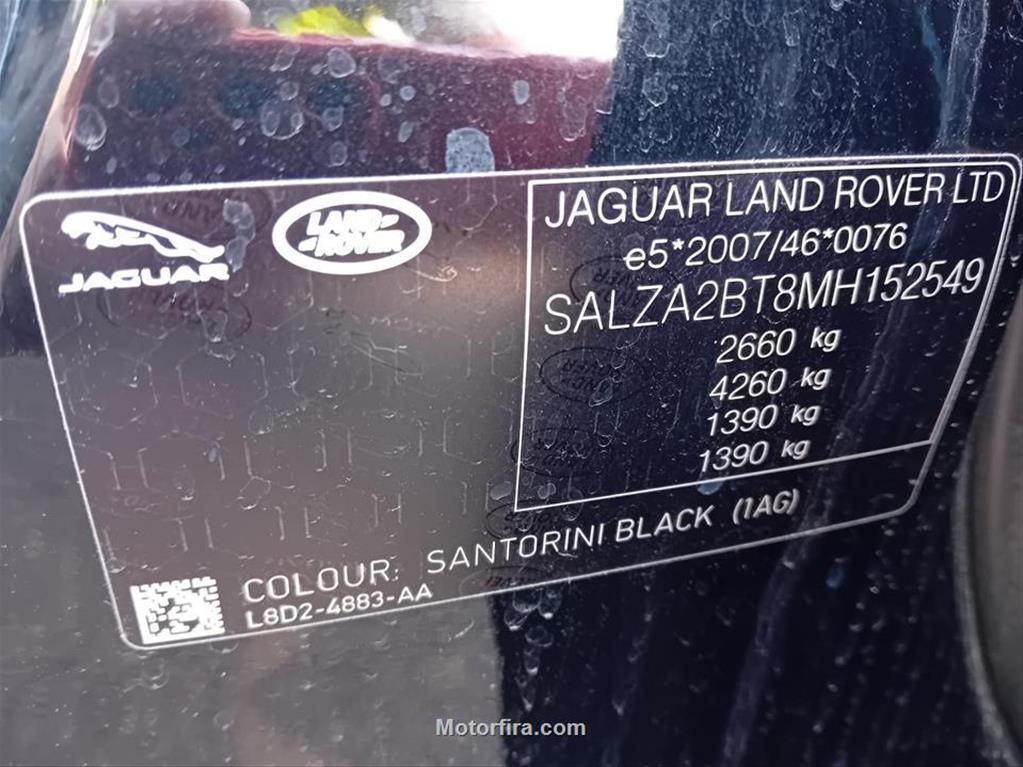 JAGUAR
LAND-
-ROVER
JAGUAR LAND ROVER LTD
e5*2007/46*0076
SALZA2BT8MH152549
2660 kg
4260 kg
1390 kg
1390 kg
COLOUR: SANTORINI BLACK (1AG)
L8D2-4883-AA
Motorfira.com